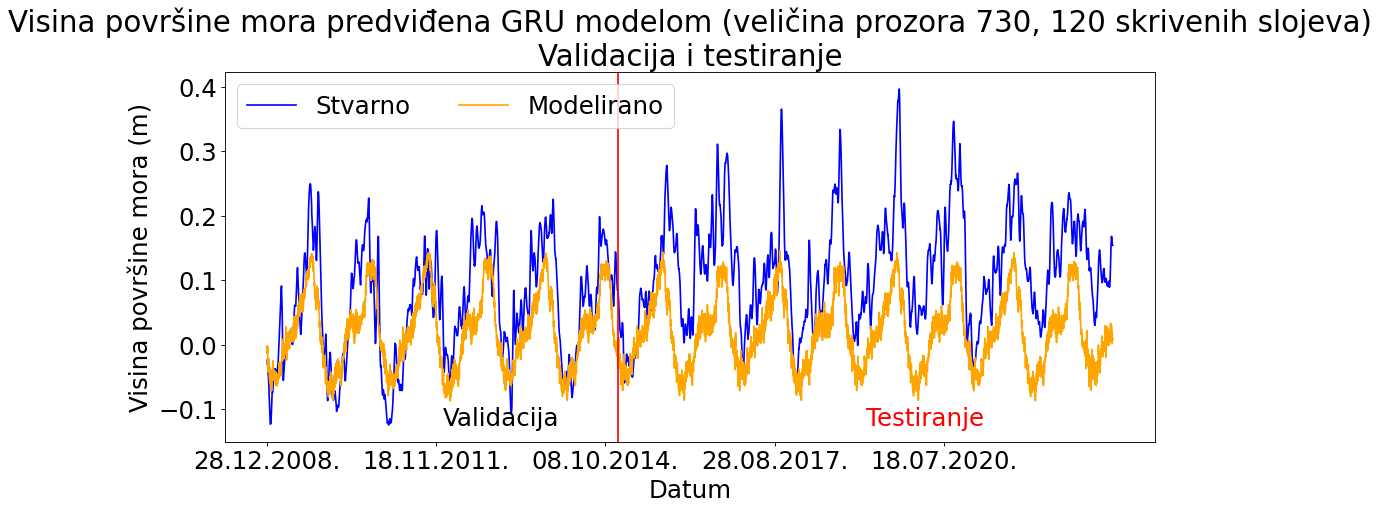 Visina površine mora predviđena GRU modelom (veličina prozora 730, 120 skrivenih slojeva)
Validacija i testiranje
Stvarno
Modelirano
Visina površine mora (m)
0.4
0.3
0.2
0.1
0.0
−0.1
Validacija
Testiranje
28.12.2008.
18.11.2011.
08.10.2014.
28.08.2017.
18.07.2020.
Datum